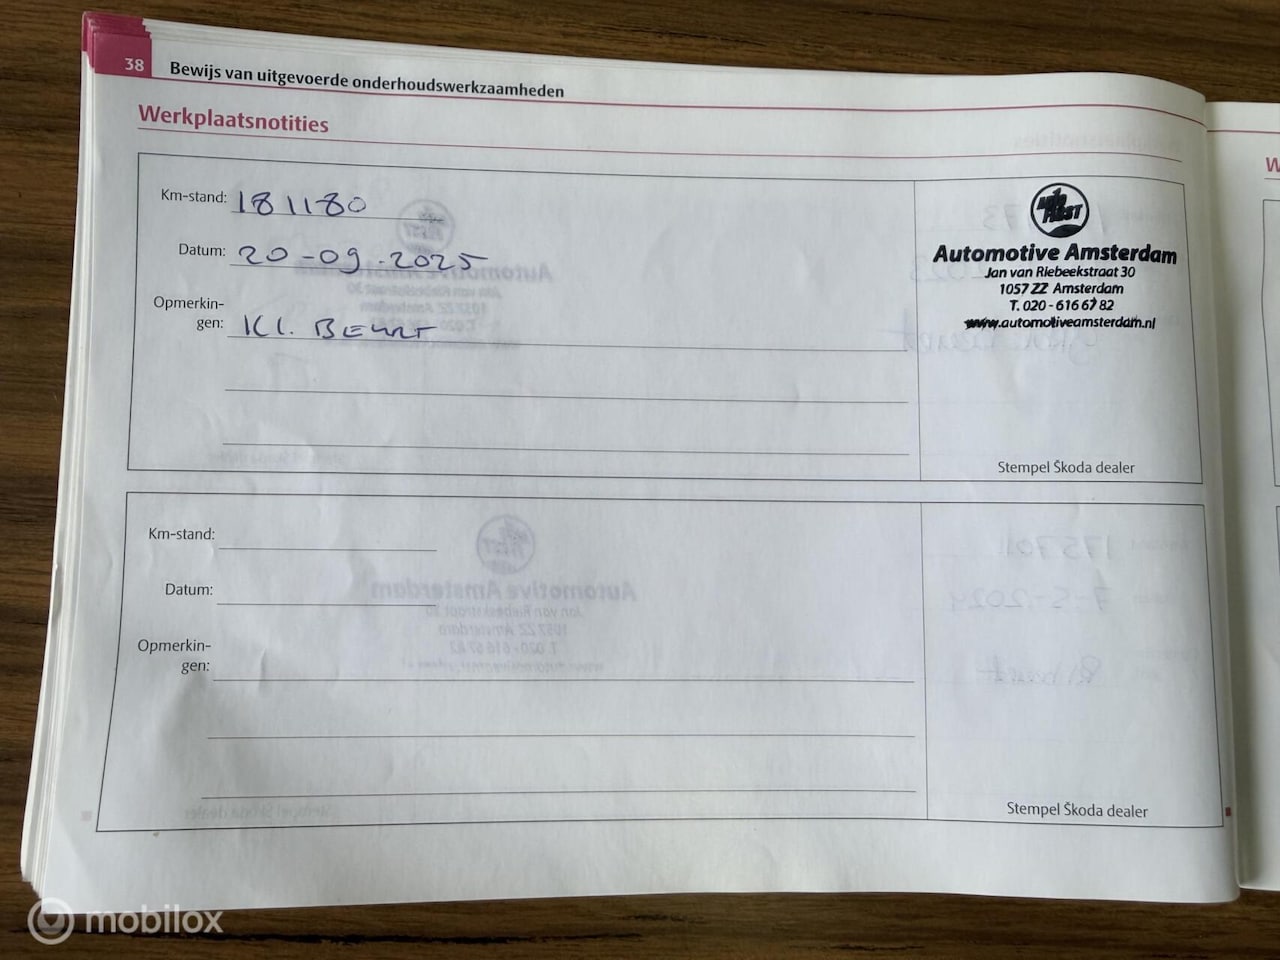 38 Bewijs van uitgevoerde onderhoudswerkzaamheden
Werkplaatsnotities
Km-stand: 181180
Datum: 20-09-2025
Opmerkin-
gen: Kl. BEURT
Automotive Amsterdam
Jan van Riebeekstraat 30
1057 ZZ Amsterdam
T. 020 - 616 67 82
www.automotiveamsterdam.nl
Stempel Škoda dealer
Km-stand:
Datum:
Opmerkin-
gen:
Stempel Škoda dealer
W
mobilox